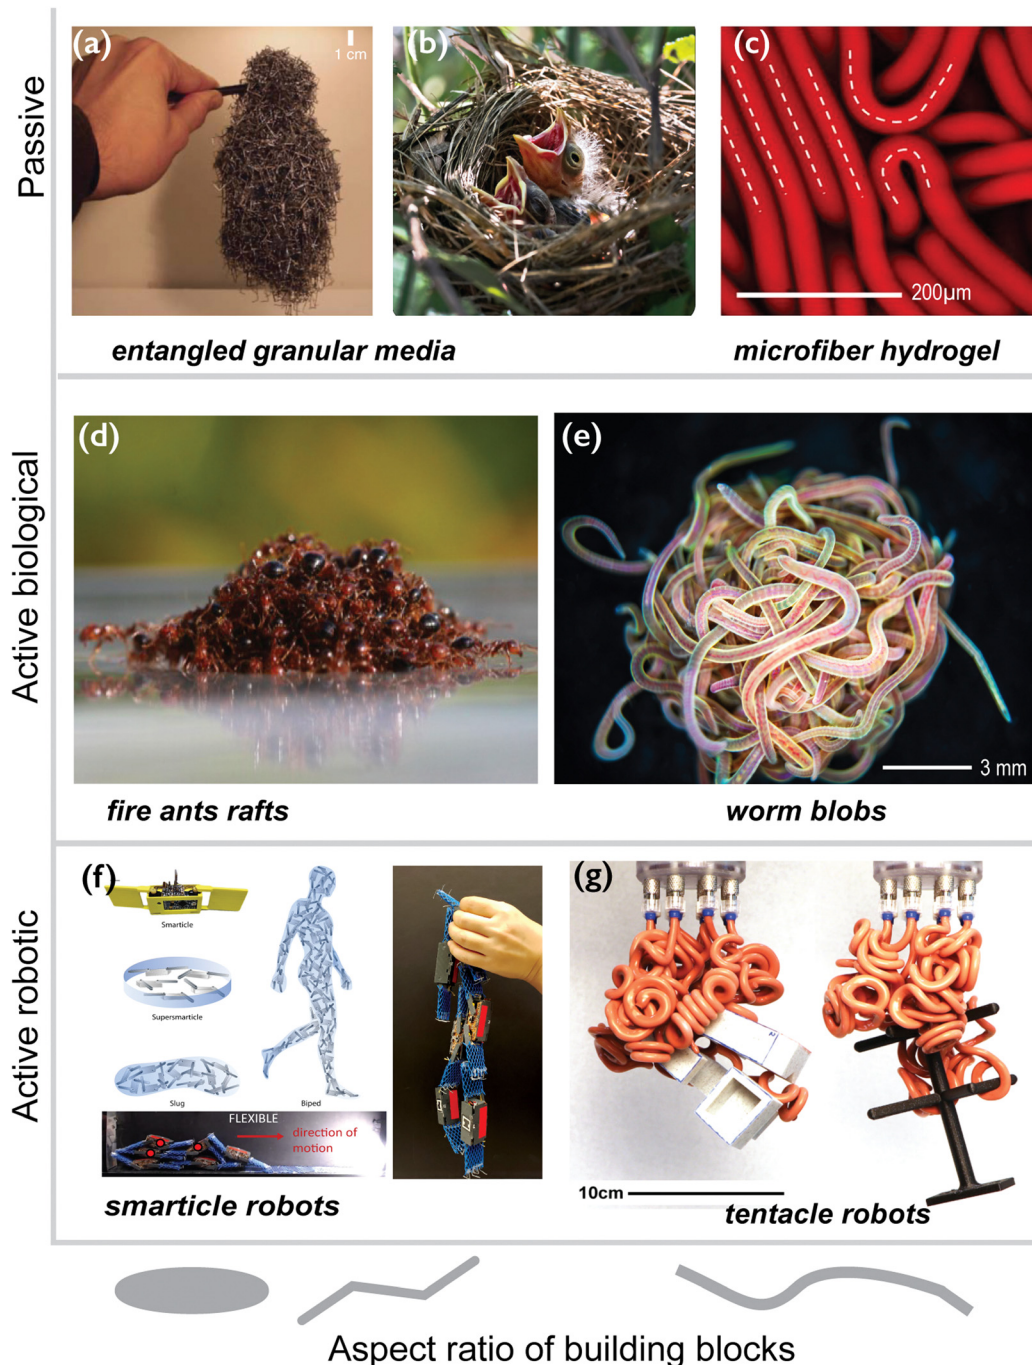 Passive
(a)
1 cm
(b)
(c)
200µm
entangled granular media
microfiber hydrogel
Active biological
(d)
(e)
3 mm
fire ants rafts
worm blobs
Active robotic
(f)
Smarticle
Supersmarticle
Slug
Biped
FLEXIBLE
direction of
motion
smarticle robots
(g)
10cm
tentacle robots
Aspect ratio of building blocks